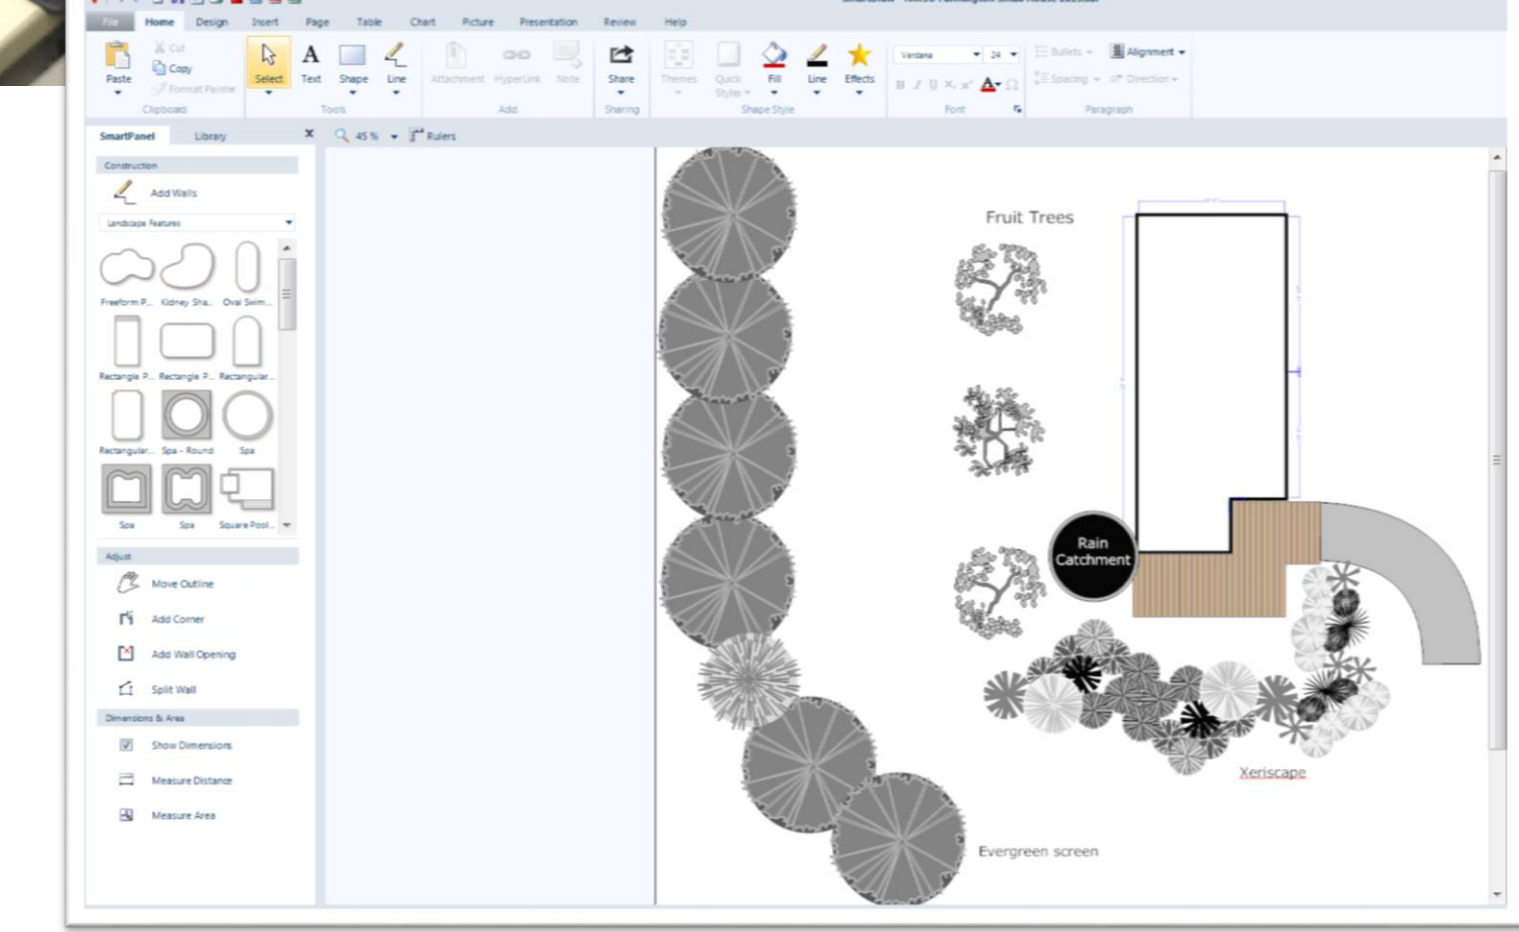 File Home Design Insert Page Table Chart Picture Presentation Review Help
Paste
Cut
Copy
Format Painter
Select
Text
Shape
Line
Attachment
HyperLink
Note
Share
Themes
Quick
Styles
Fill
Line
Effects
Verdana 24
B I U
Bullets
Alignment
Spacing
Direction
Clipboard Tools Add Sharing Shape Style Font Paragraph
SmartPanel Library X
45 % Rulers
Construction
Add Walls
Landscape Features
Freeform P... Kidney Sha... Oval Swim...
Rectangle P... Rectangle P... Rectangular...
Rectangular... Spa - Round Spa
Spa Spa Square Pool...
Adjust
Move Outline
Add Corner
Add Wall Opening
Split Wall
Dimensions & Area
Show Dimensions
Measure Distance
Measure Area
Fruit Trees
Rain
Catchment
Xeriscape
Evergreen screen